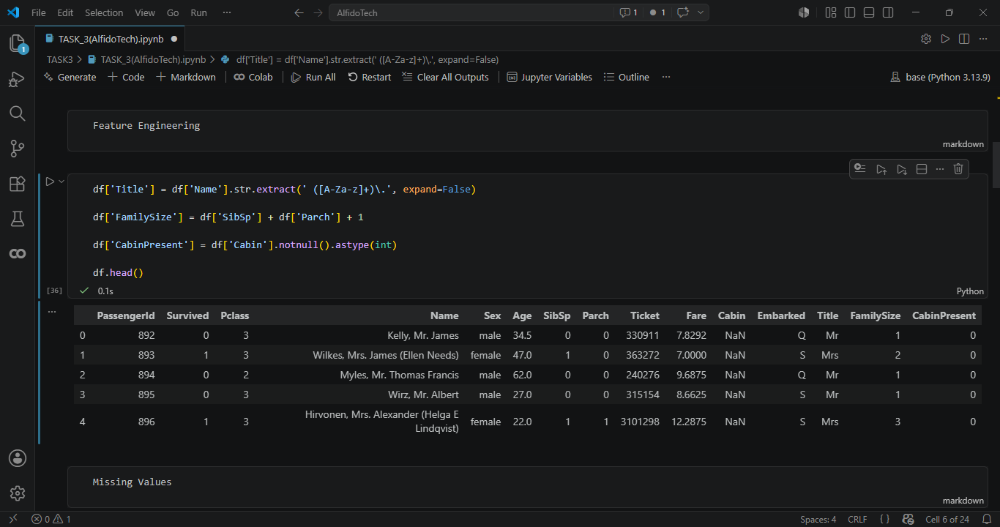 File Edit Selection View Go Run ···
AlfidoTech
1
1
1
TASK_3(AlfidoTech).ipynb
TASK3 > TASK_3(AlfidoTech).ipynb > df['Title'] = df['Name'].str.extract(' ([A-Za-z]+)\.', expand=False)
Generate + Code + Markdown Colab Run All Restart Clear All Outputs Jupyter Variables Outline ··· base (Python 3.13.9)
Feature Engineering
markdown
df['Title'] = df['Name'].str.extract(' ([A-Za-z]+)\.', expand=False)
df['FamilySize'] = df['SibSp'] + df['Parch'] + 1
df['CabinPresent'] = df['Cabin'].notnull().astype(int)
df.head()
[36] 0.1s Python
PassengerId Survived Pclass Name Sex Age SibSp Parch Ticket Fare Cabin Embarked Title FamilySize CabinPresent
0 892 0 3 Kelly, Mr. James male 34.5 0 0 330911 7.8292 NaN Q Mr 1 0
1 893 1 3 Wilkes, Mrs. James (Ellen Needs) female 47.0 1 0 363272 7.0000 NaN S Mrs 2 0
2 894 0 2 Myles, Mr. Thomas Francis male 62.0 0 0 240276 9.6875 NaN Q Mr 1 0
3 895 0 3 Wirz, Mr. Albert male 27.0 0 0 315154 8.6625 NaN S Mr 1 0
4 896 1 3 Hirvonen, Mrs. Alexander (Helga E
Lindqvist) female 22.0 1 1 3101298 12.2875 NaN S Mrs 3 0
Missing Values
markdown
0 1 Spaces: 4 CRLF { } Cell 6 of 24